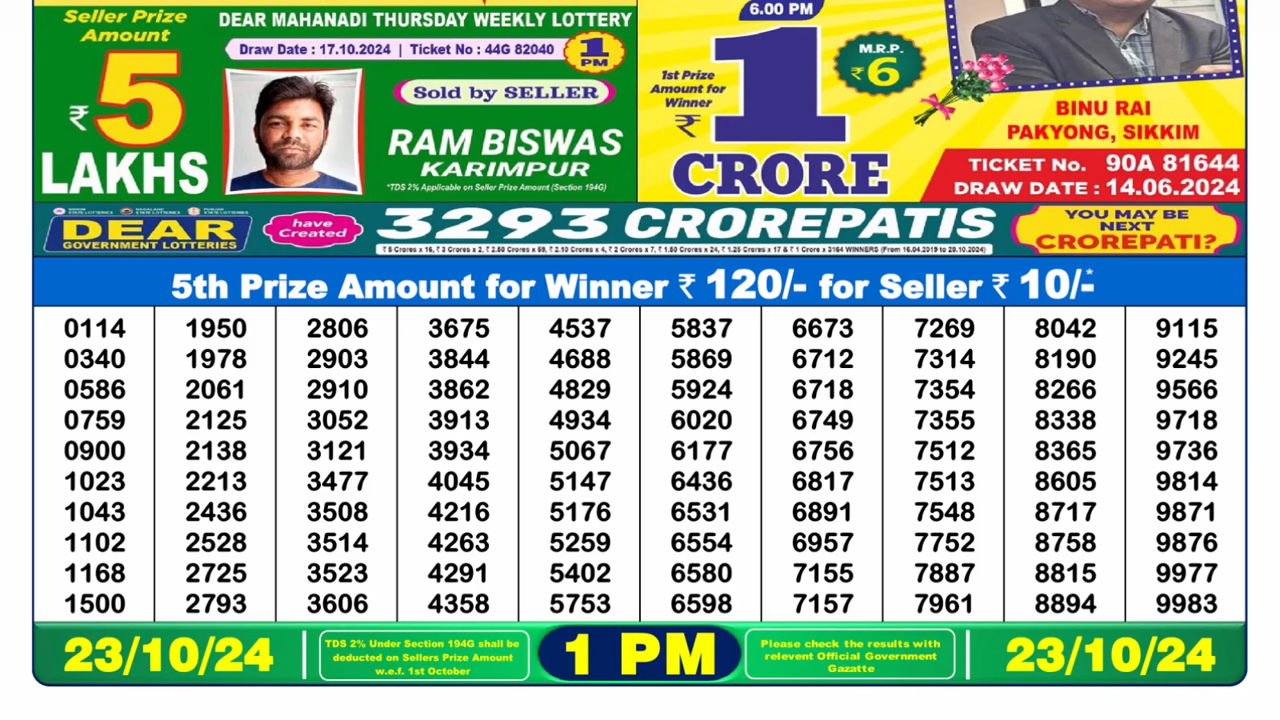 Seller Prize
Amount
₹5
LAKHS
DEAR MAHANADI THURSDAY WEEKLY LOTTERY
Draw Date : 17.10.2024 | Ticket No : 44G 82040
1
PM
Sold by SELLER
RAM BISWAS
KARIMPUR
*TDS 2% Applicable on Seller Prize Amount (Section 194G)
6.00 PM
1st Prize
Amount for
Winner
₹1
CRORE
M.R.P.
₹6
BINU RAI
PAKYONG, SIKKIM
TICKET No. 90A 81644
DRAW DATE : 14.06.2024
DEAR
GOVERNMENT LOTTERIES
have
Created
3293 CROREPATIS
YOU MAY BE
NEXT
CROREPATI?
5th Prize Amount for Winner ₹ 120/- for Seller ₹ 10/-*
0114 1950 2806 3675 4537 5837 6673 7269 8042 9115
0340 1978 2903 3844 4688 5869 6712 7314 8190 9245
0586 2061 2910 3862 4829 5924 6718 7354 8266 9566
0759 2125 3052 3913 4934 6020 6749 7355 8338 9718
0900 2138 3121 3934 5067 6177 6756 7512 8365 9736
1023 2213 3477 4045 5147 6436 6817 7513 8605 9814
1043 2436 3508 4216 5176 6531 6891 7548 8717 9871
1102 2528 3514 4263 5259 6554 6957 7752 8758 9876
1168 2725 3523 4291 5402 6580 7155 7887 8815 9977
1500 2793 3606 4358 5753 6598 7157 7961 8894 9983
23/10/24
TDS 2% Under Section 194G shall be
deducted on Sellers Prize Amount
w.e.f. 1st October
1 PM
Please check the results with
relevent Official Government
Gazatte
23/10/24